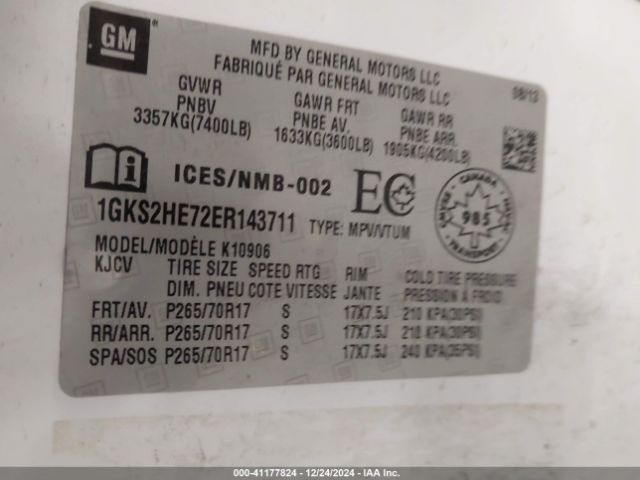 GM
MFD BY GENERAL MOTORS LLC
FABRIQUÉ PAR GENERAL MOTORS LLC
08/13
GVWR
PNBV
3357KG(7400LB)
GAWR FRT
PNBE AV.
1633KG(3600LB)
GAWR RR
PNBE ARR.
1905KG(4200LB)
ICES/NMB-002
EC
CANADA
985
TRANSPORT
1GKS2HE72ER143711 TYPE: MPV/VTUM
MODEL/MODÈLE K10906
KJCV TIRE SIZE SPEED RTG RIM COLD TIRE PRESSURE
DIM. PNEU COTE VITESSE JANTE PRESSION À FROID
FRT/AV. P265/70R17 S 17X7.5J 210 KPA(30PSI)
RR/ARR. P265/70R17 S 17X7.5J 210 KPA(30PSI)
SPA/SOS P265/70R17 S 17X7.5J 240 KPA(35PSI)
000-41177824 - 12/24/2024 - IAA Inc.